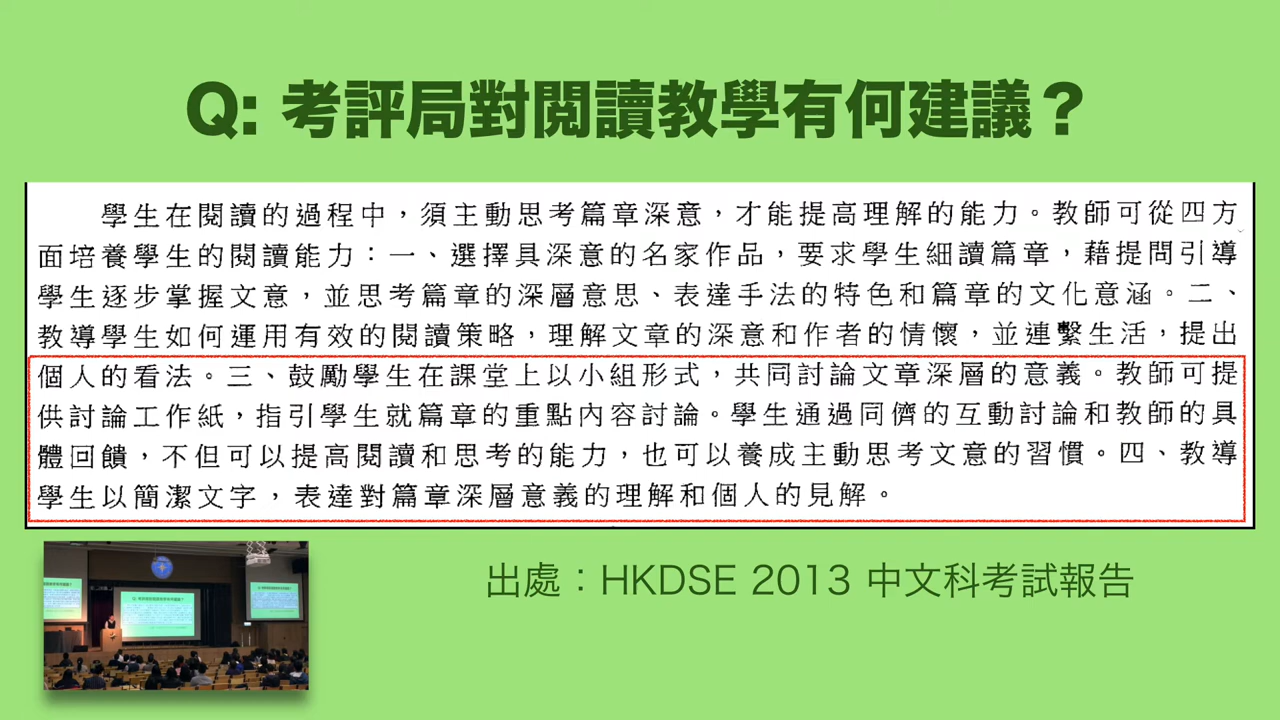 Q: 考評局對閱讀教學有何建議？
學生在閱讀的過程中，須主動思考篇章深意，才能提高理解的能力。教師可從四方
面培養學生的閱讀能力：一、選擇具深意的名家作品，要求學生細讀篇章，藉提問引導
學生逐步掌握文意，並思考篇章的深層意思、表達手法的特色和篇章的文化意涵。二、
教導學生如何運用有效的閱讀策略，理解文章的深意和作者的情懷，並連繫生活，提出
個人的看法。三、鼓勵學生在課堂上以小組形式，共同討論文章深層的意義。教師可提
供討論工作紙，指引學生就篇章的重點內容討論。學生通過同儕的互動討論和教師的具
體回饋，不但可以提高閱讀和思考的能力，也可以養成主動思考文意的習慣。四、教導
學生以簡潔文字，表達對篇章深層意義的理解和個人的見解。
出處：HKDSE 2013 中文科考試報告